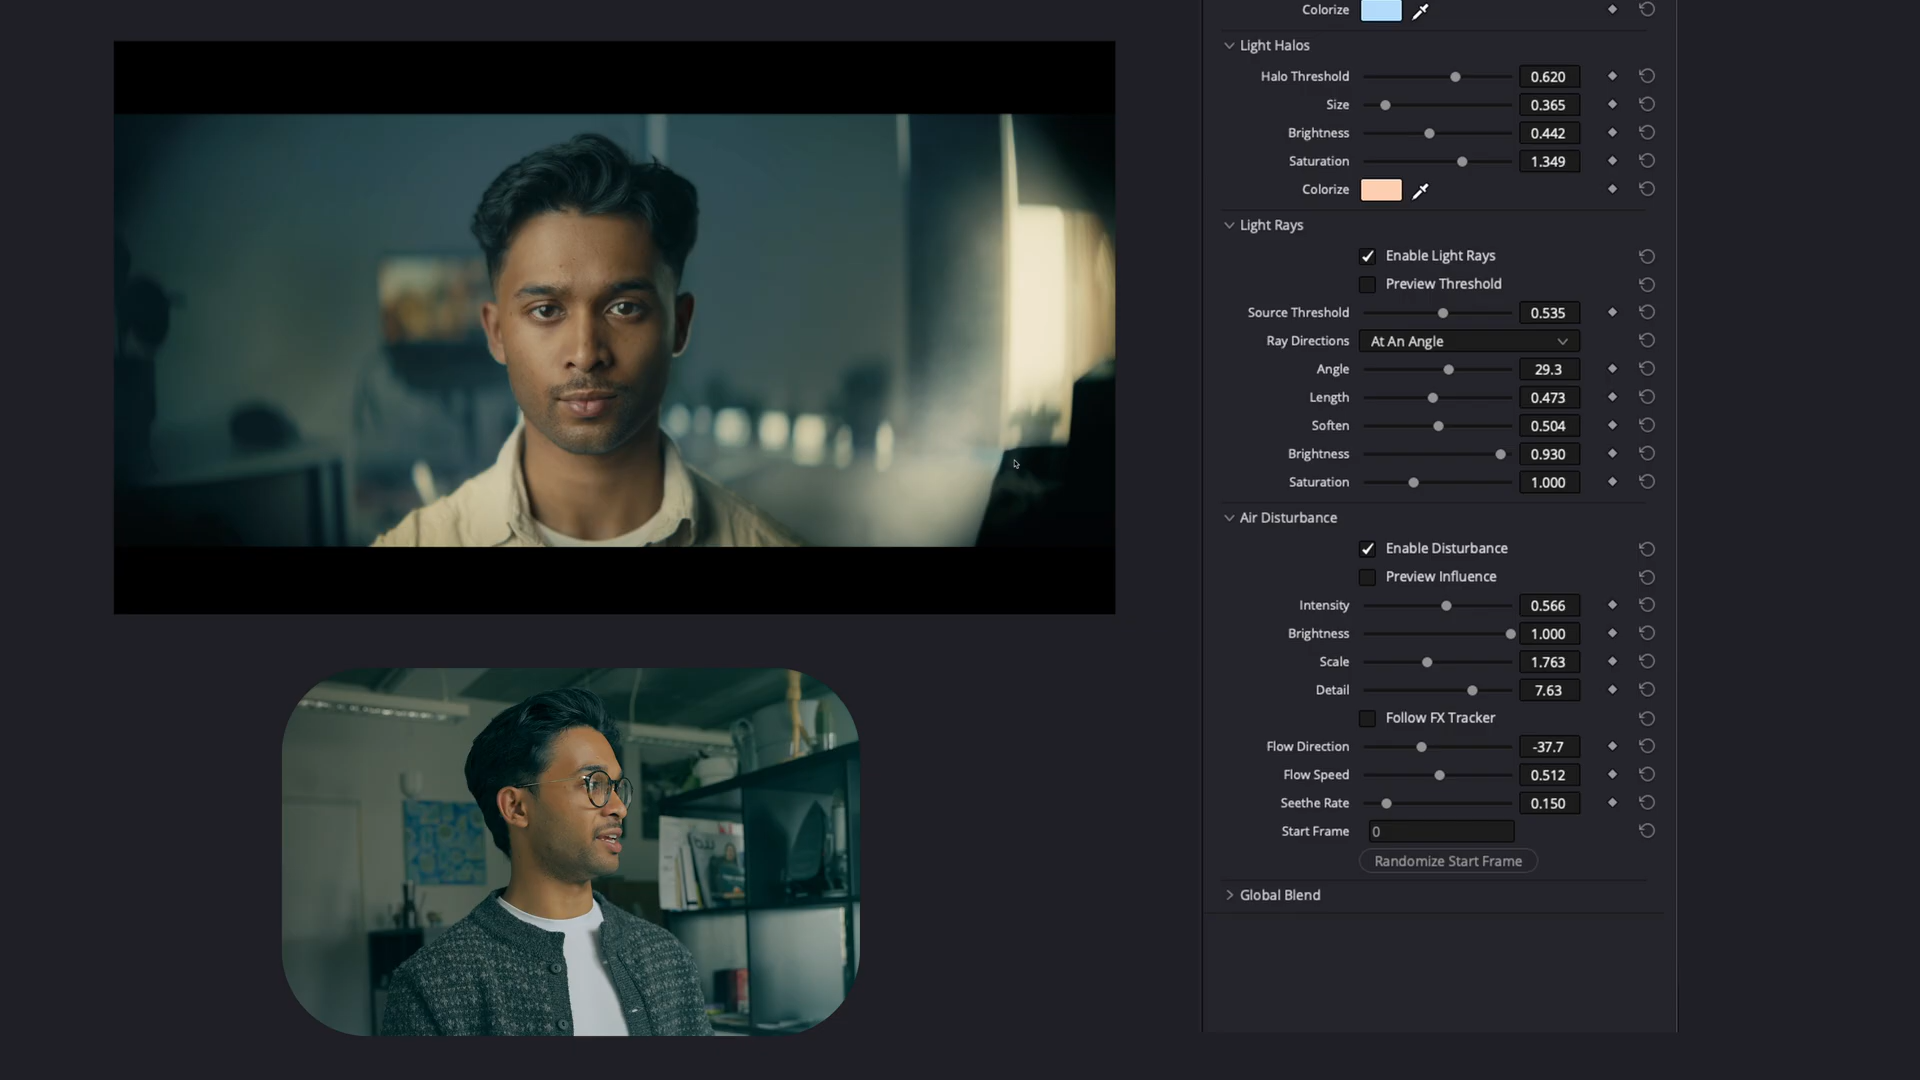 Colorize
Light Halos
Halo Threshold 0.620
Size 0.365
Brightness 0.442
Saturation 1.349
Colorize
Light Rays
Enable Light Rays
Preview Threshold
Source Threshold 0.535
Ray Directions At An Angle
Angle 29.3
Length 0.473
Soften 0.504
Brightness 0.930
Saturation 1.000
Air Disturbance
Enable Disturbance
Preview Influence
Intensity 0.566
Brightness 1.000
Scale 1.763
Detail 7.63
Follow FX Tracker
Flow Direction -37.7
Flow Speed 0.512
Seethe Rate 0.150
Start Frame 0
Randomize Start Frame
Global Blend